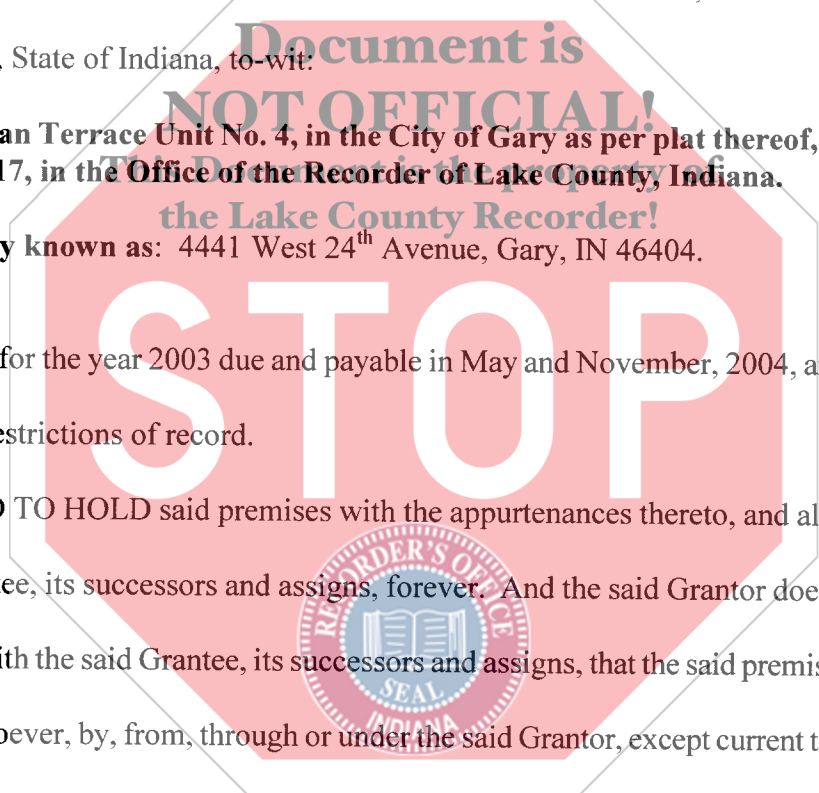 Document is
, State of Indiana, to-wit:
NOT OFFICIAL!
an Terrace Unit No. 4, in the City of Gary as per plat thereof,
This Document is the property of
17, in the Office of the Recorder of Lake County, Indiana.
the Lake County Recorder!
y known as: 4441 West 24th Avenue, Gary, IN 46404.
STOP
for the year 2003 due and payable in May and November, 2004, a
estrictions of record.
TO HOLD said premises with the appurtenances thereto, and al
ee, its successors and assigns, forever. And the said Grantor doe
ith the said Grantee, its successors and assigns, that the said premis
oever, by, from, through or under the said Grantor, except current t
RECORDER'S OFFICE
SEAL
INDIANA